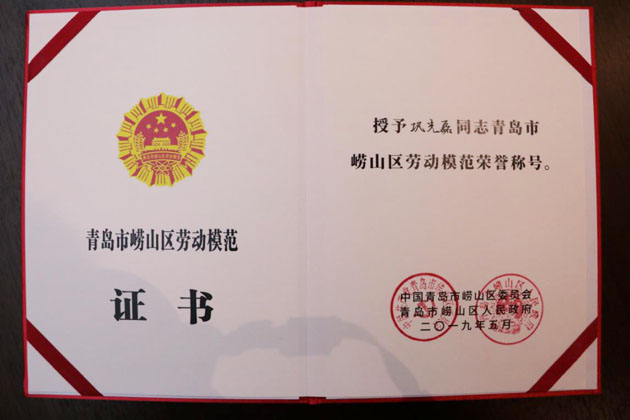 青岛市崂山区劳动模范
证书
授予巩先磊同志青岛市
崂山区劳动模范荣誉称号。
中国青岛市崂山区委员会
青岛市崂山区人民政府
二〇一九年五月